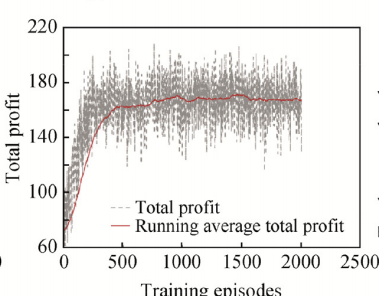 220
180
140
100
60
Total profit
Total profit
Running average total profit
0 500 1000 1500 2000 2500
Training episodes